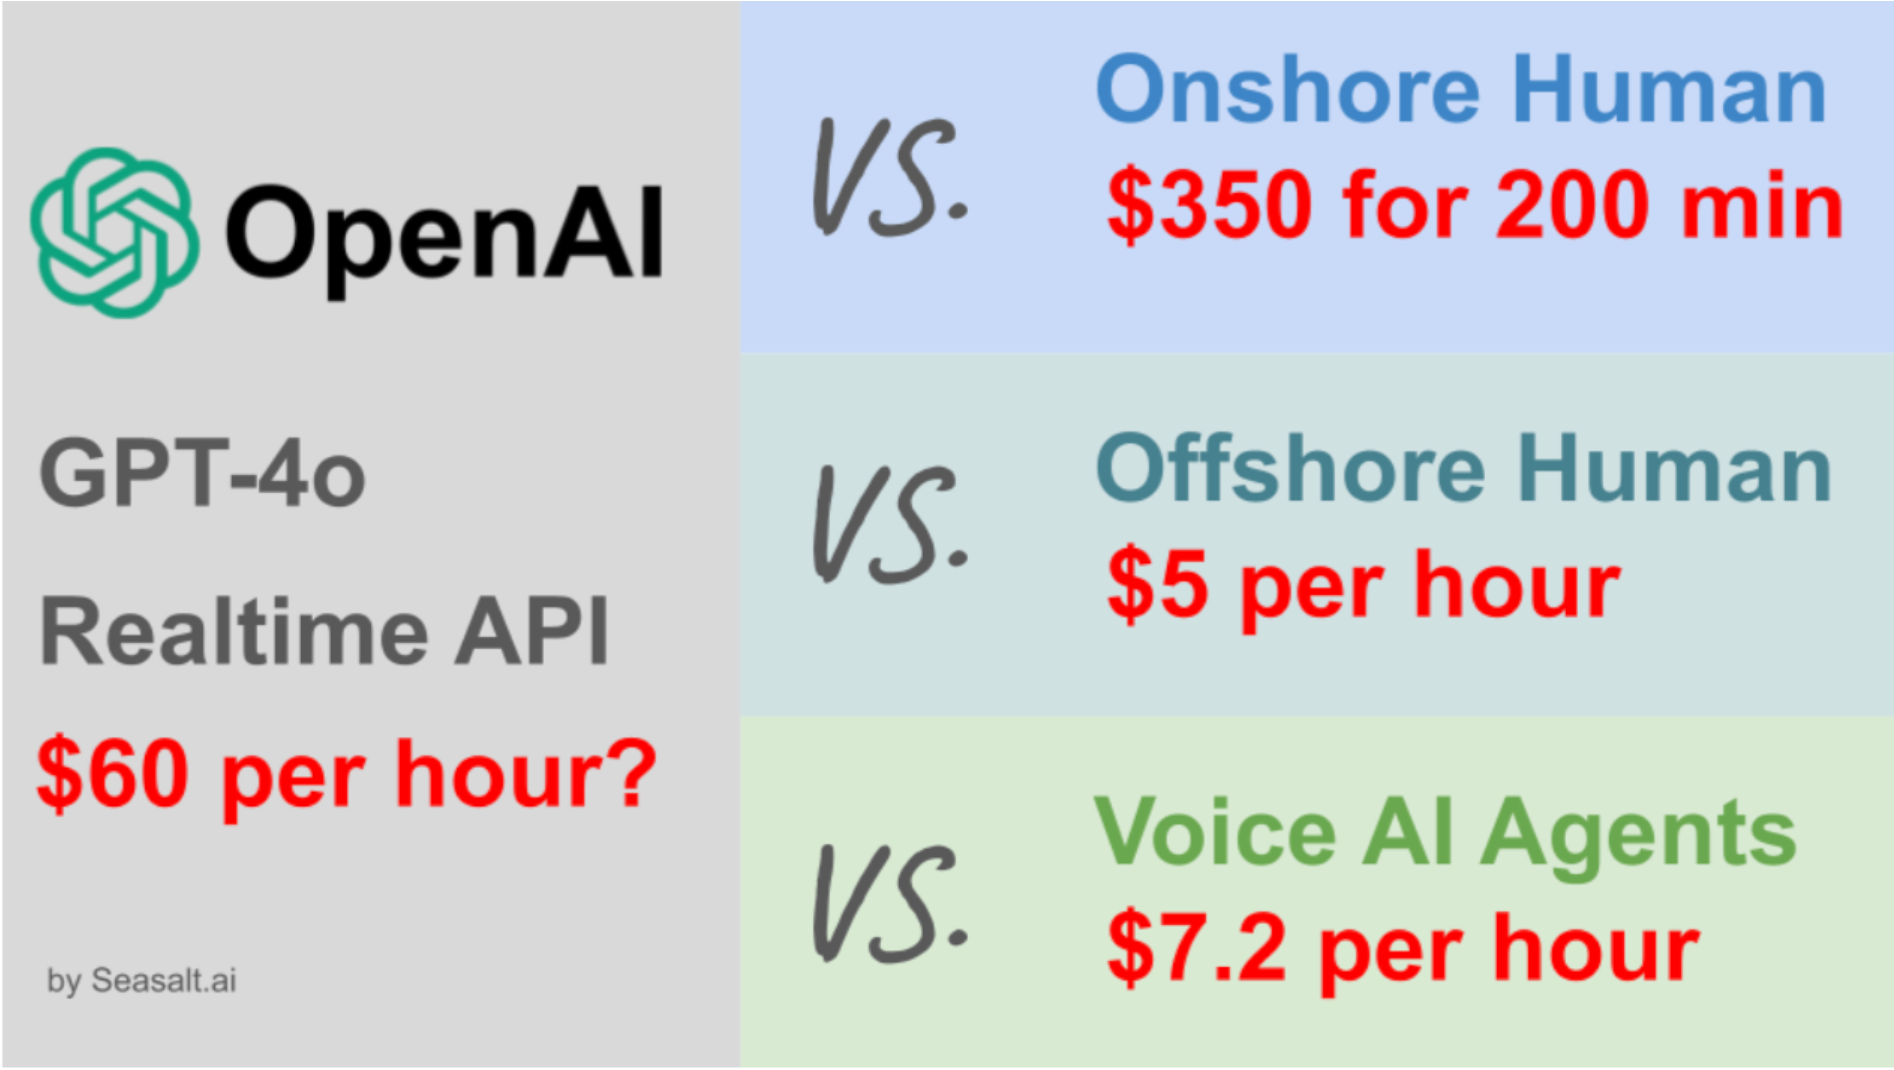 OpenAI
GPT-4o
Realtime API
$60 per hour?
by Seasalt.ai
VS.
Onshore Human
$350 for 200 min
VS.
Offshore Human
$5 per hour
VS.
Voice AI Agents
$7.2 per hour